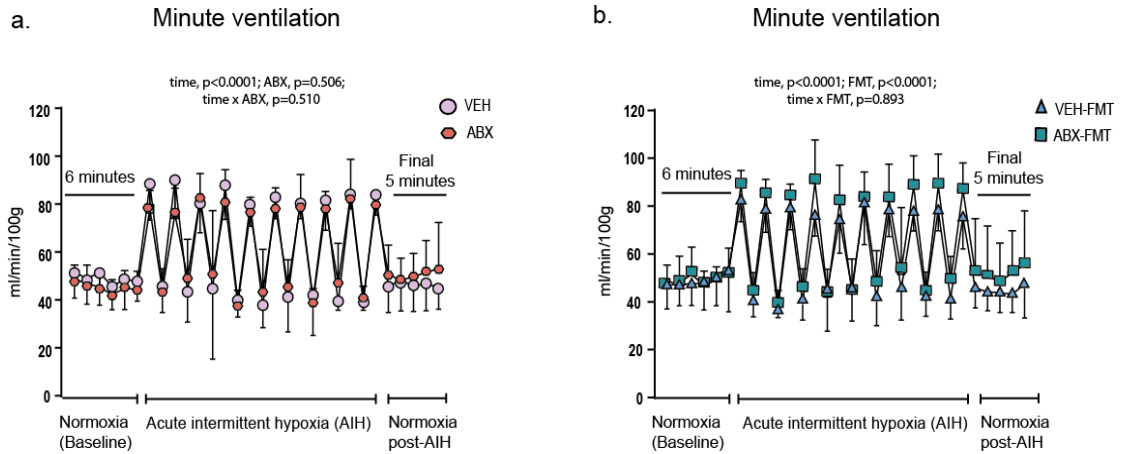 a.
Minute ventilation
time, p<0.0001; ABX, p=0.506;
time x ABX, p=0.510
VEH
ABX
6 minutes
Final
5 minutes
ml/min/100g
120
100
80
60
40
20
0
Normoxia
(Baseline)
Acute intermittent hypoxia (AIH)
Normoxia
post-AIH
b.
Minute ventilation
time, p<0.0001; FMT, p<0.0001;
time x FMT, p=0.893
VEH-FMT
ABX-FMT
6 minutes
Final
5 minutes
ml/min/100g
120
100
80
60
40
20
0
Normoxia
(Baseline)
Acute intermittent hypoxia (AIH)
Normoxia
post-AIH